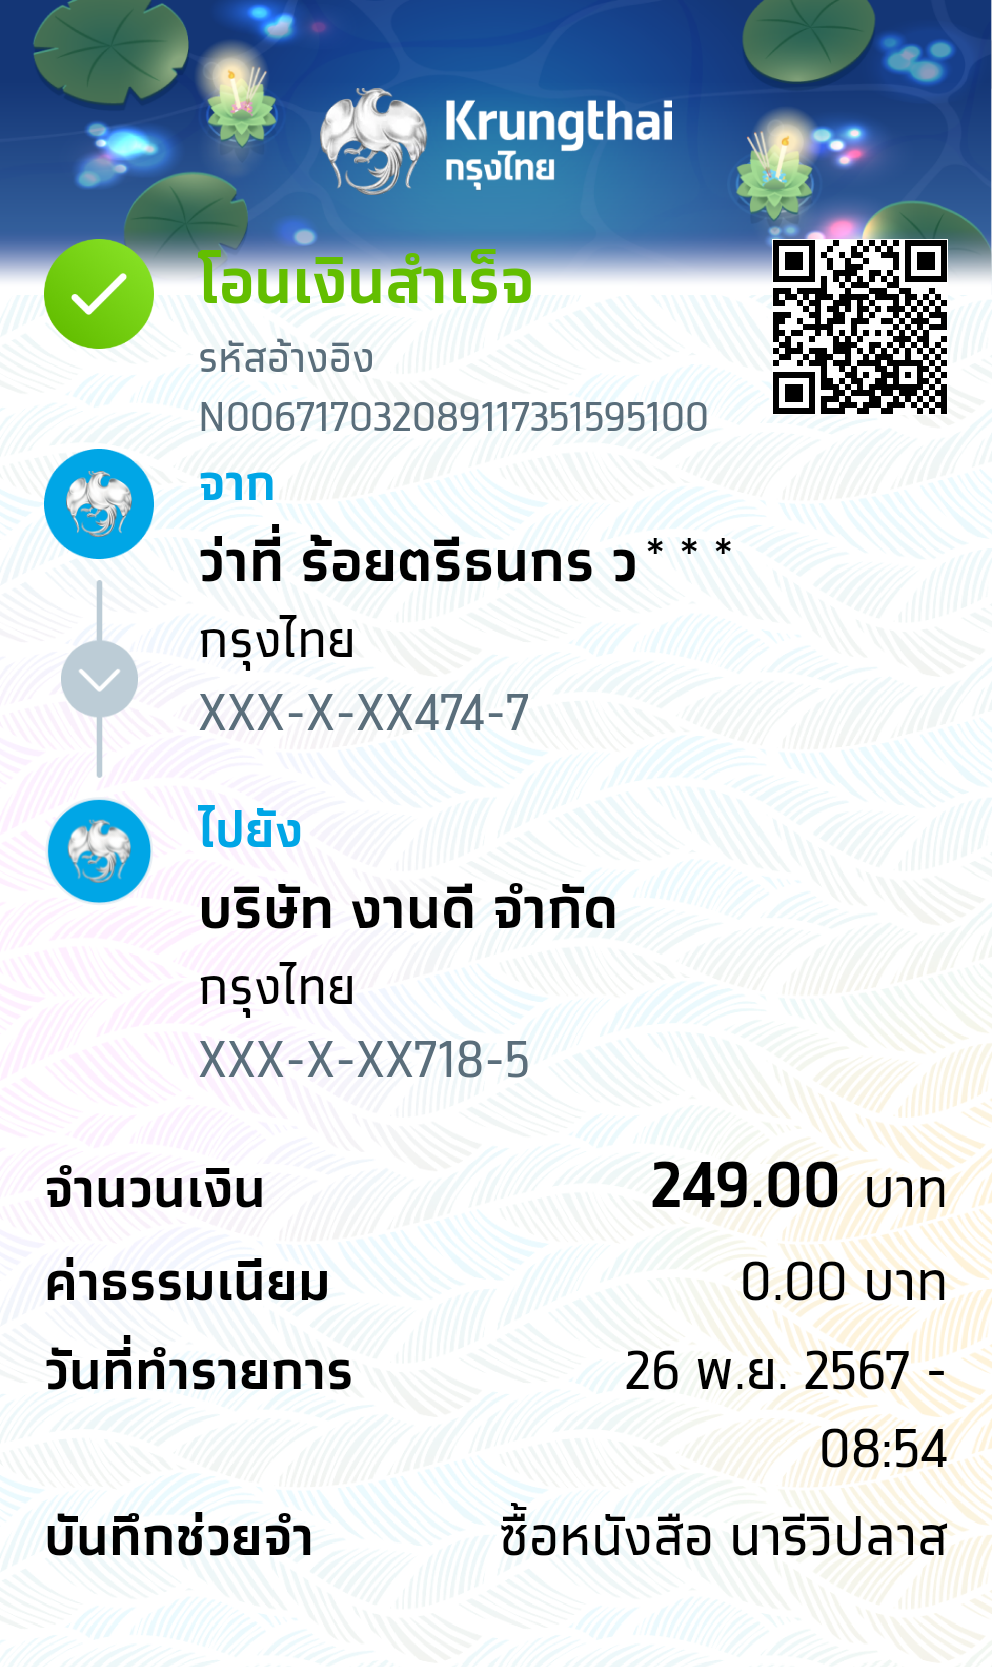 Krungthai
กรุงไทย
โอนเงินสำเร็จ
รหัสอ้างอิง
N00671703208911735159​5100
จาก
ว่าที่ ร้อยตรีธนกร ว***
กรุงไทย
XXX-X-XX474-7
ไปยัง
บริษัท งานดี จำกัด
กรุงไทย
XXX-X-XX718-5
จำนวนเงิน 249.00 บาท
ค่าธรรมเนียม 0.00 บาท
วันที่ทำรายการ 26 พ.ย. 2567 -
08:54
บันทึกช่วยจำ ซื้อหนังสือ นารีวิปลาส